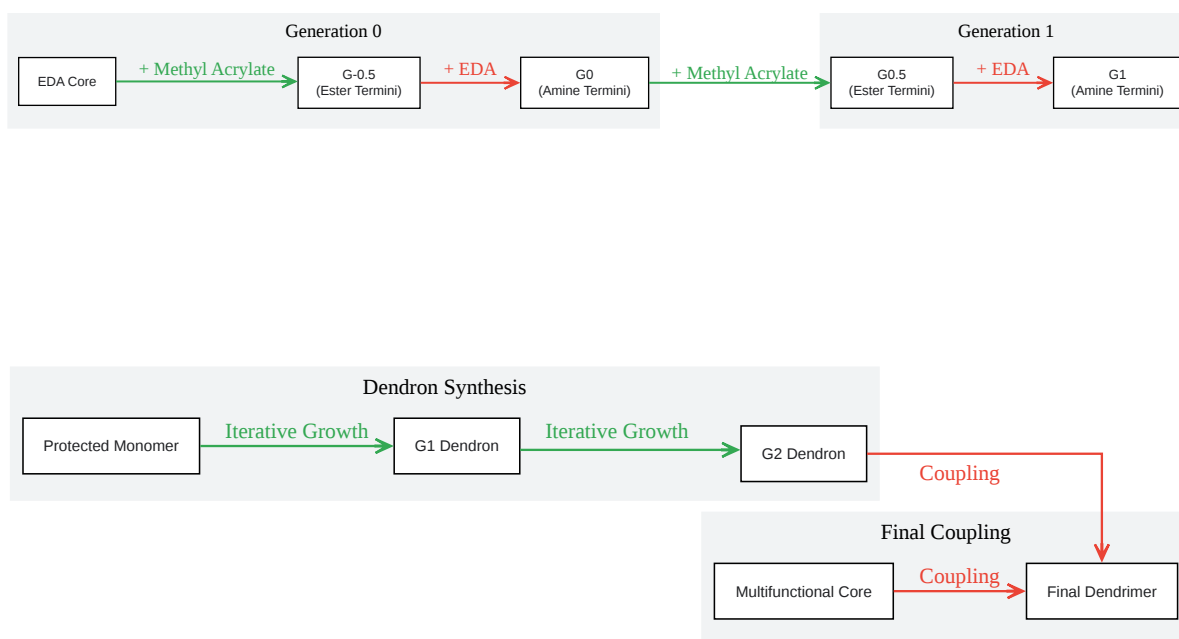 Generation 0
Generation 1
EDA Core
+ Methyl Acrylate
G-0.5
(Ester Termini)
+ EDA
G0
(Amine Termini)
+ Methyl Acrylate
G0.5
(Ester Termini)
+ EDA
G1
(Amine Termini)
Dendron Synthesis
Protected Monomer
Iterative Growth
G1 Dendron
Iterative Growth
G2 Dendron
Coupling
Final Coupling
Multifunctional Core
Coupling
Final Dendrimer